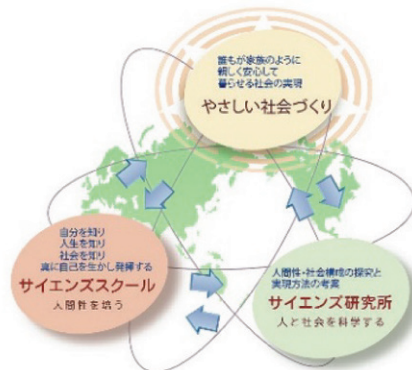 誰もが家族のように
親しく安心して
暮らせる社会の実現
やさしい社会づくり
自分を知り
人生を知り
社会を知り
真に自己を生かし発揮する
サイエンズスクール
人間性を培う
人間性・社会構成の探究と
実現方法の考案
サイエンズ研究所
人と社会を科学する